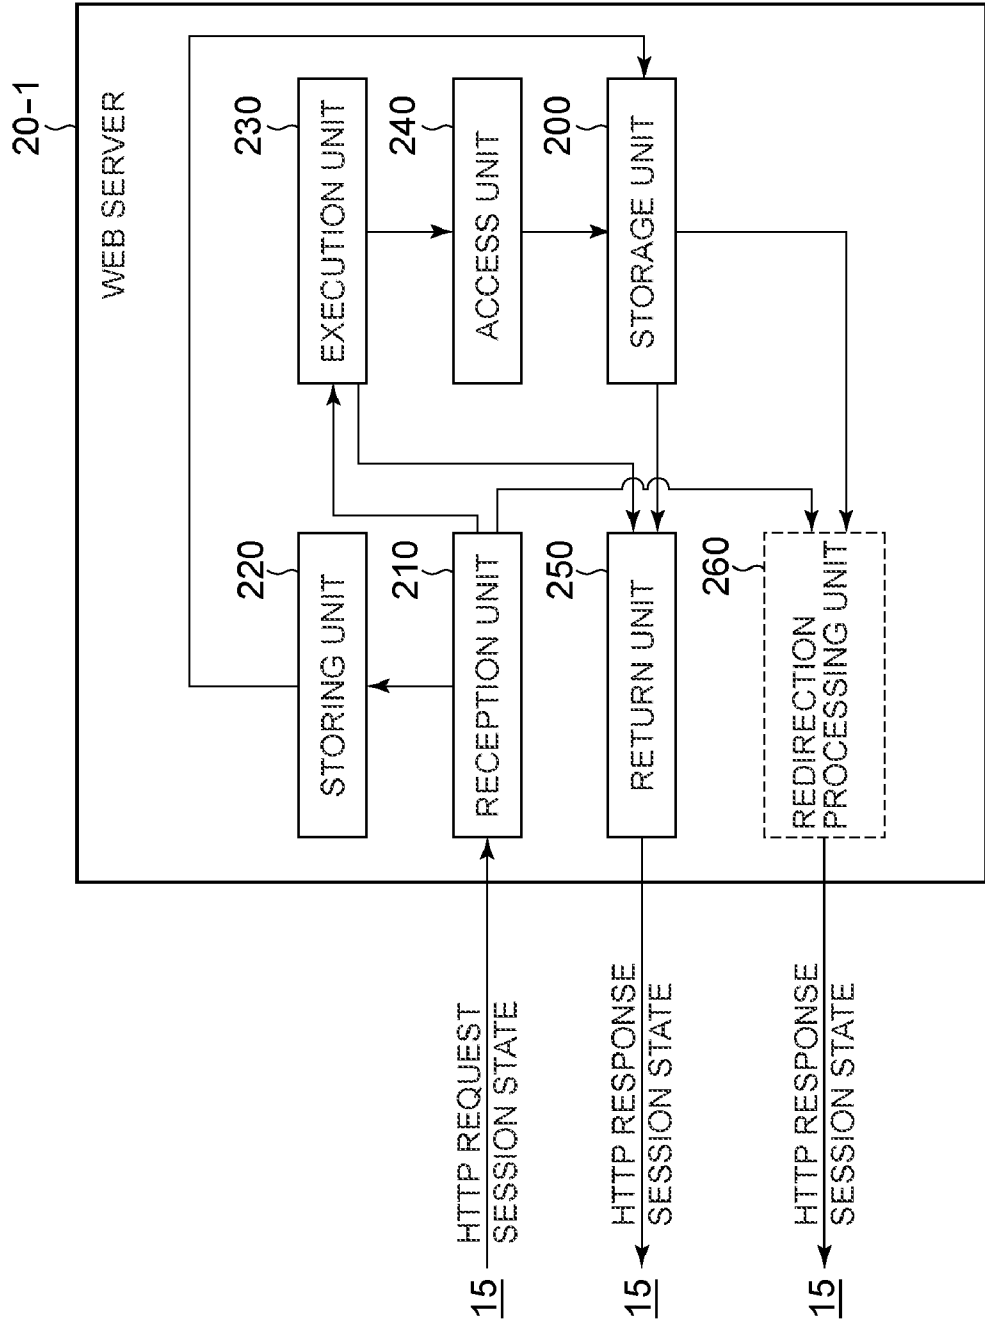 20-1
WEB SERVER
220
STORING UNIT
230
EXECUTION UNIT
15
HTTP REQUEST
SESSION STATE
210
RECEPTION UNIT
240
ACCESS UNIT
15
HTTP RESPONSE
SESSION STATE
250
RETURN UNIT
200
STORAGE UNIT
15
HTTP RESPONSE
SESSION STATE
260
REDIRECTION
PROCESSING UNIT